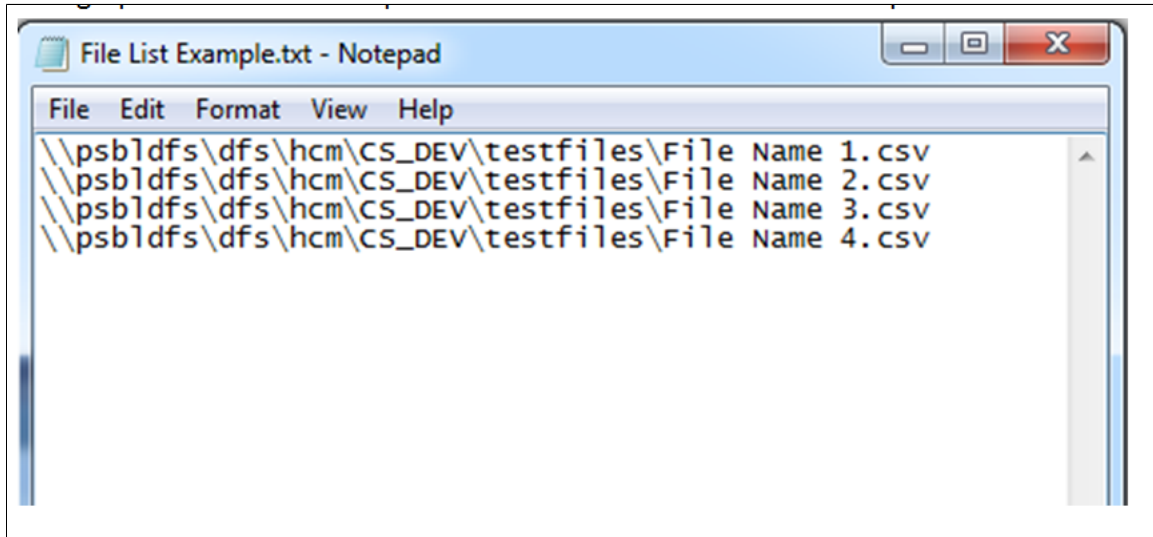 File List Example.txt - Notepad
File Edit Format View Help
\\psbldfs\dfs\hcm\CS_DEV\testfiles\File Name 1.csv
\\psbldfs\dfs\hcm\CS_DEV\testfiles\File Name 2.csv
\\psbldfs\dfs\hcm\CS_DEV\testfiles\File Name 3.csv
\\psbldfs\dfs\hcm\CS_DEV\testfiles\File Name 4.csv